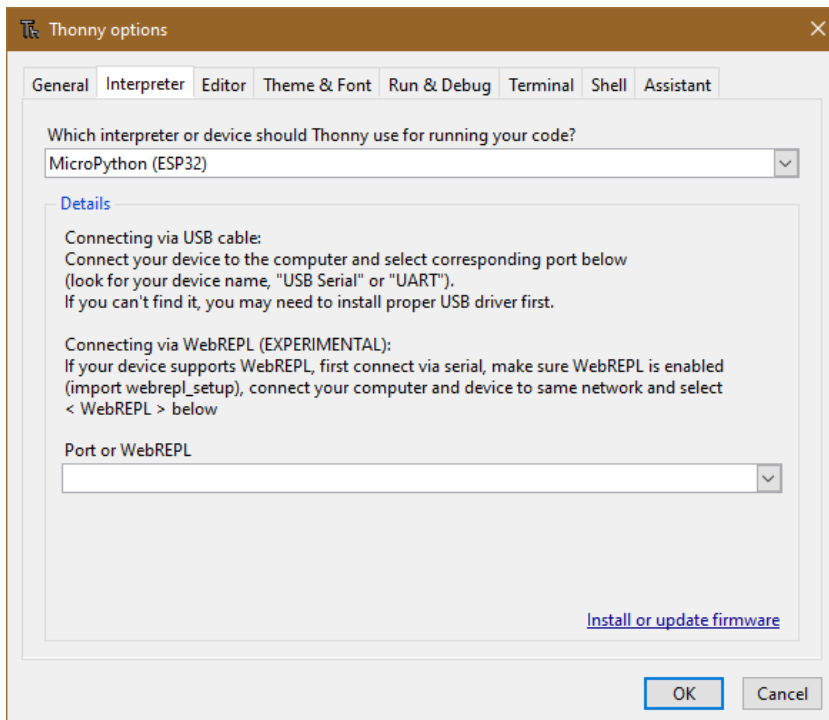 Thonny options
General Interpreter Editor Theme & Font Run & Debug Terminal Shell Assistant
Which interpreter or device should Thonny use for running your code?
MicroPython (ESP32)
Details
Connecting via USB cable:
Connect your device to the computer and select corresponding port below
(look for your device name, "USB Serial" or "UART").
If you can't find it, you may need to install proper USB driver first.
Connecting via WebREPL (EXPERIMENTAL):
If your device supports WebREPL, first connect via serial, make sure WebREPL is enabled
(import webrepl_setup), connect your computer and device to same network and select
< WebREPL > below
Port or WebREPL
Install or update firmware
OK Cancel